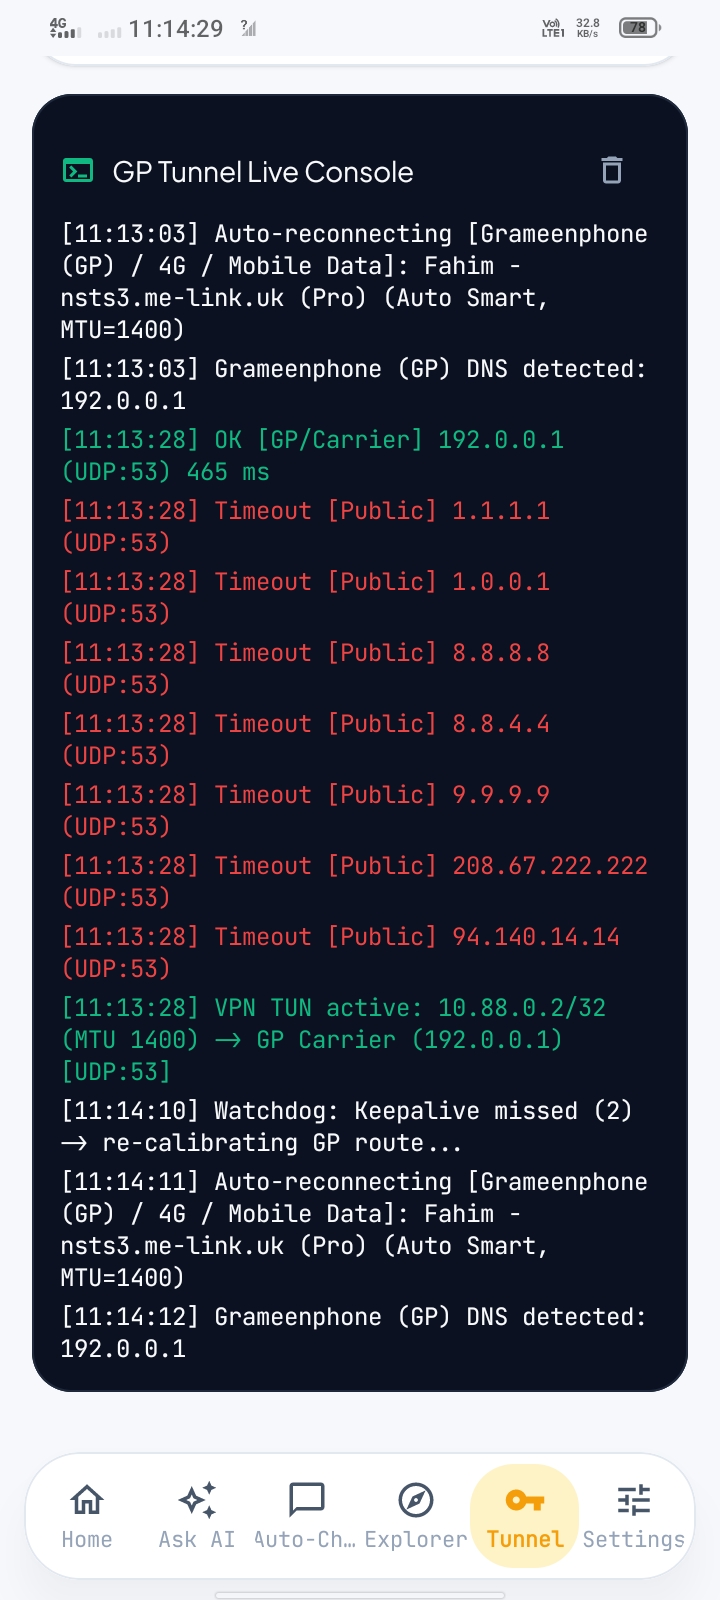 4G 11:14:29 ? Vo) LTE1 32.8 KB/s 78
GP Tunnel Live Console
[11:13:03] Auto-reconnecting [Grameenphone
(GP) / 4G / Mobile Data]: Fahim -
nsts3.me-link.uk (Pro) (Auto Smart,
MTU=1400)
[11:13:03] Grameenphone (GP) DNS detected:
192.0.0.1
[11:13:28] OK [GP/Carrier] 192.0.0.1
(UDP:53) 465 ms
[11:13:28] Timeout [Public] 1.1.1.1
(UDP:53)
[11:13:28] Timeout [Public] 1.0.0.1
(UDP:53)
[11:13:28] Timeout [Public] 8.8.8.8
(UDP:53)
[11:13:28] Timeout [Public] 8.8.4.4
(UDP:53)
[11:13:28] Timeout [Public] 9.9.9.9
(UDP:53)
[11:13:28] Timeout [Public] 208.67.222.222
(UDP:53)
[11:13:28] Timeout [Public] 94.140.14.14
(UDP:53)
[11:13:28] VPN TUN active: 10.88.0.2/32
(MTU 1400) → GP Carrier (192.0.0.1)
[UDP:53]
[11:14:10] Watchdog: Keepalive missed (2)
→ re-calibrating GP route...
[11:14:11] Auto-reconnecting [Grameenphone
(GP) / 4G / Mobile Data]: Fahim -
nsts3.me-link.uk (Pro) (Auto Smart,
MTU=1400)
[11:14:12] Grameenphone (GP) DNS detected:
192.0.0.1
Home Ask AI Auto-Ch… Explorer Tunnel Settings